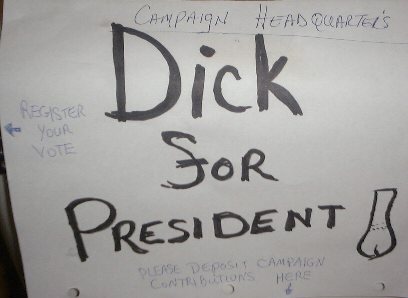 CAMPAIGN HEADQUARTER'S
Dick
FOR
PRESIDENT
REGISTER
YOUR
VOTE
PLEASE DEPOSIT CAMPAIGN
CONTRIBUTIONS HERE